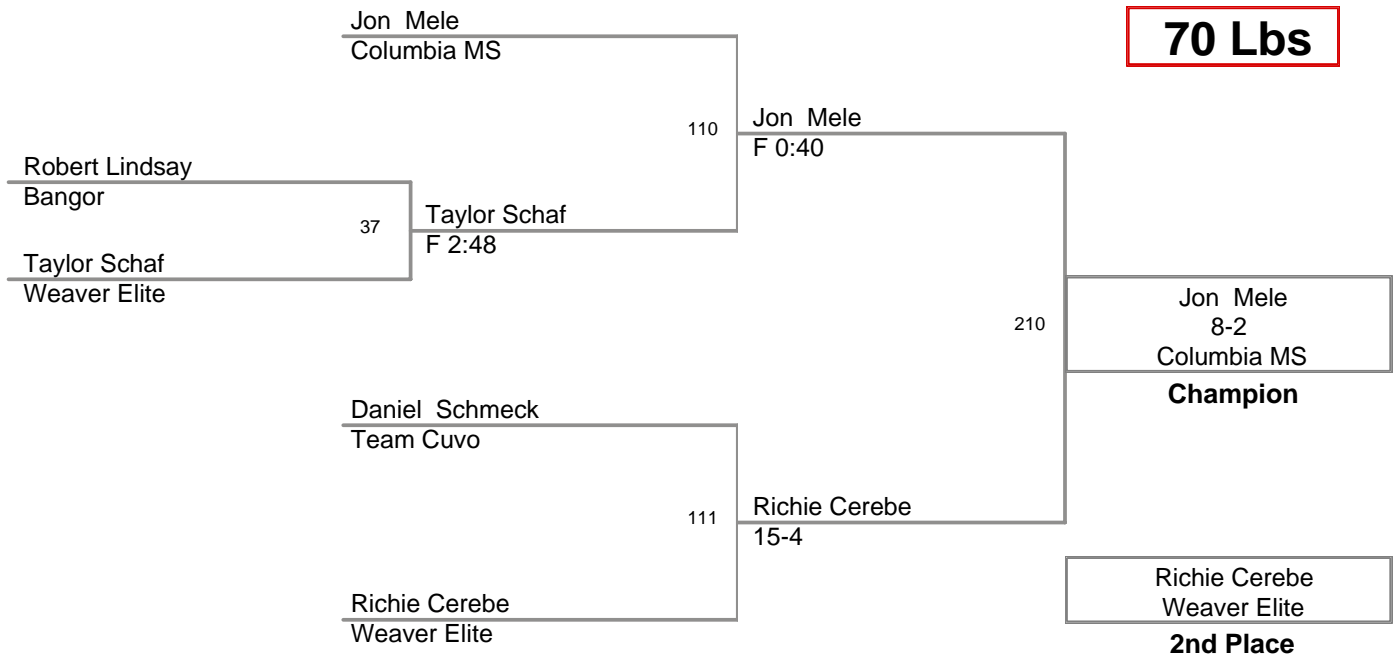 70 Lbs
Jon Mele
Columbia MS
110
Jon Mele
F 0:40
Robert Lindsay
Bangor
37
Taylor Schaf
F 2:48
Taylor Schaf
Weaver Elite
210
Jon Mele
8-2
Columbia MS
Champion
Daniel Schmeck
Team Cuvo
111
Richie Cerebe
15-4
Richie Cerebe
Weaver Elite
Richie Cerebe
Weaver Elite
2nd Place